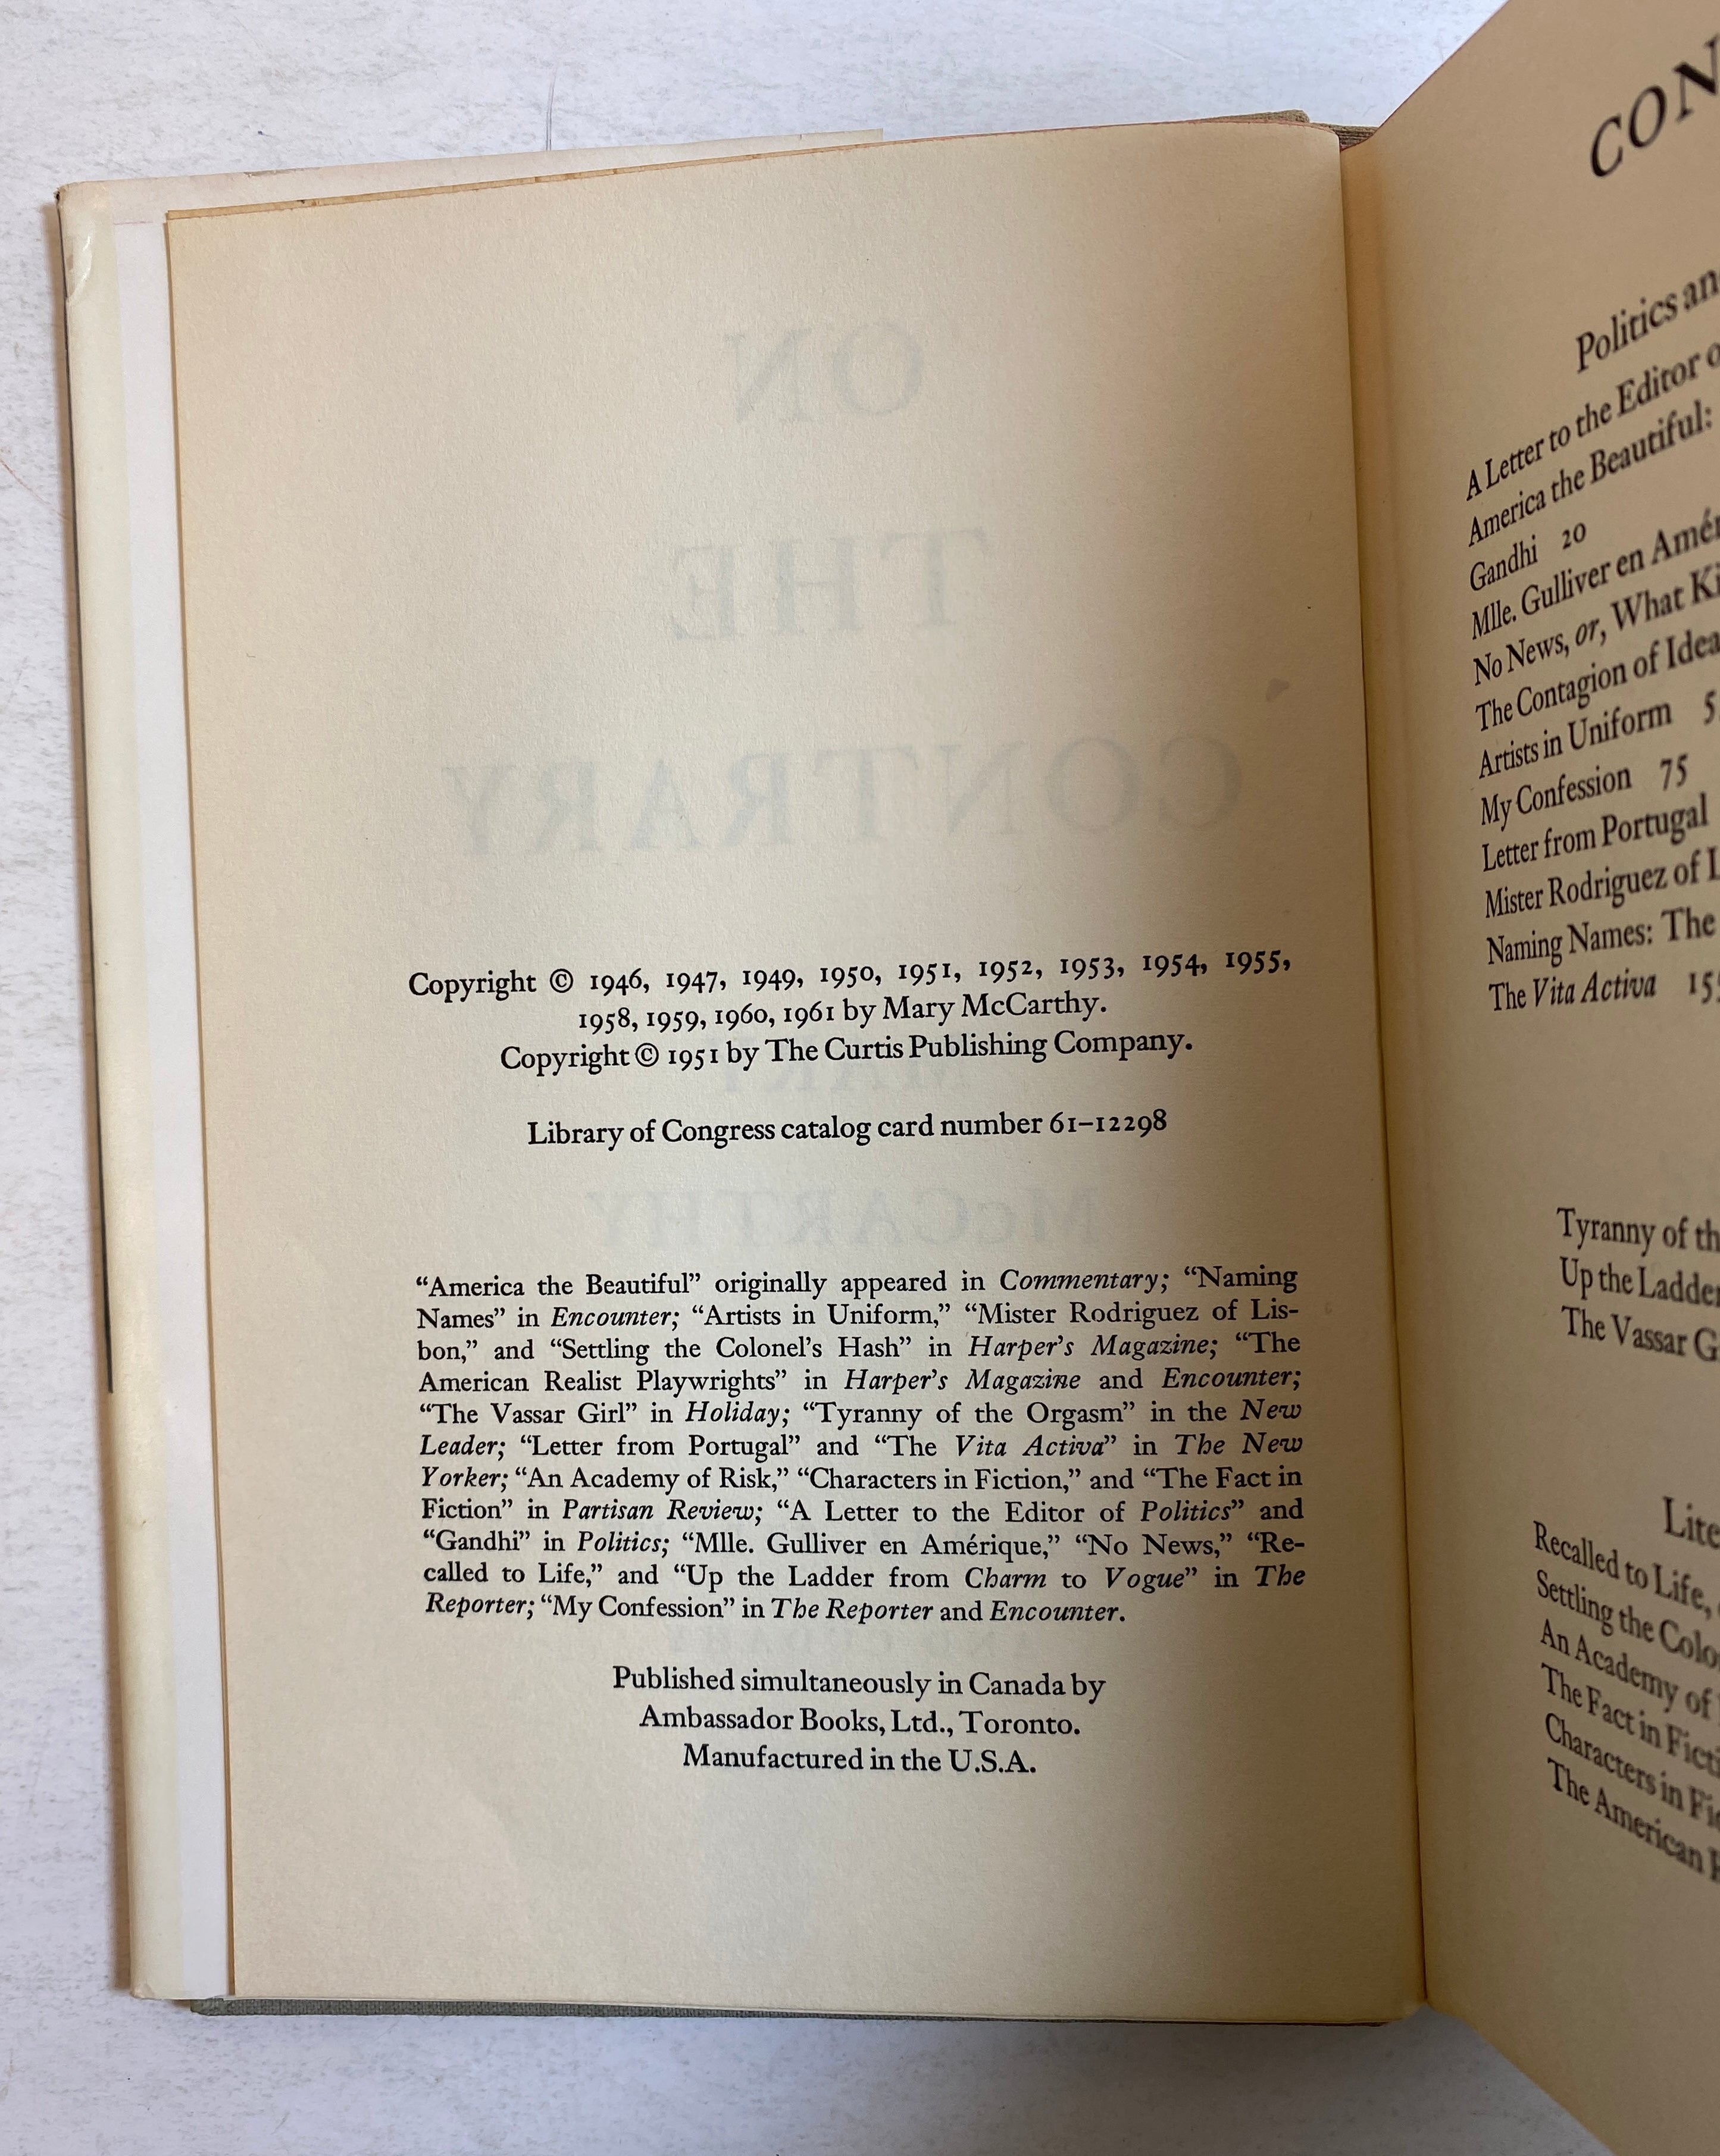 ON
THE
CONTRARY
Copyright © 1946, 1947, 1949, 1950, 1951, 1952, 1953, 1954, 1955,
1958, 1959, 1960, 1961 by Mary McCarthy.
Copyright © 1951 by The Curtis Publishing Company.
MARY
Library of Congress catalog card number 61–12298
McCARTHY
“America the Beautiful” originally appeared in Commentary; “Naming
Names” in Encounter; “Artists in Uniform,” “Mister Rodriguez of Lis-
bon,” and “Settling the Colonel’s Hash” in Harper’s Magazine; “The
American Realist Playwrights” in Harper’s Magazine and Encounter;
“The Vassar Girl” in Holiday; “Tyranny of the Orgasm” in the New
Leader; “Letter from Portugal” and “The Vita Activa” in The New
Yorker; “An Academy of Risk,” “Characters in Fiction,” and “The Fact in
Fiction” in Partisan Review; “A Letter to the Editor of Politics” and
“Gandhi” in Politics; “Mlle. Gulliver en Amérique,” “No News,” “Re-
called to Life,” and “Up the Ladder from Charm to Vogue” in The
Reporter; “My Confession” in The Reporter and Encounter.
Published simultaneously in Canada by
Ambassador Books, Ltd., Toronto.
Manufactured in the U.S.A.
CON
Politics an
A Letter to the Editor o
America the Beautiful:
Gandhi 20
Mlle. Gulliver en Amér
No News, or, What Ki
The Contagion of Idea
Artists in Uniform 5
My Confession 75
Letter from Portugal
Mister Rodriguez of L
Naming Names: The
The Vita Activa 15
Tyranny of th
Up the Ladder
The Vassar G
Lite
Recalled to Life,
Settling the Colo
An Academy of
The Fact in Ficti
Characters in Fic
The American